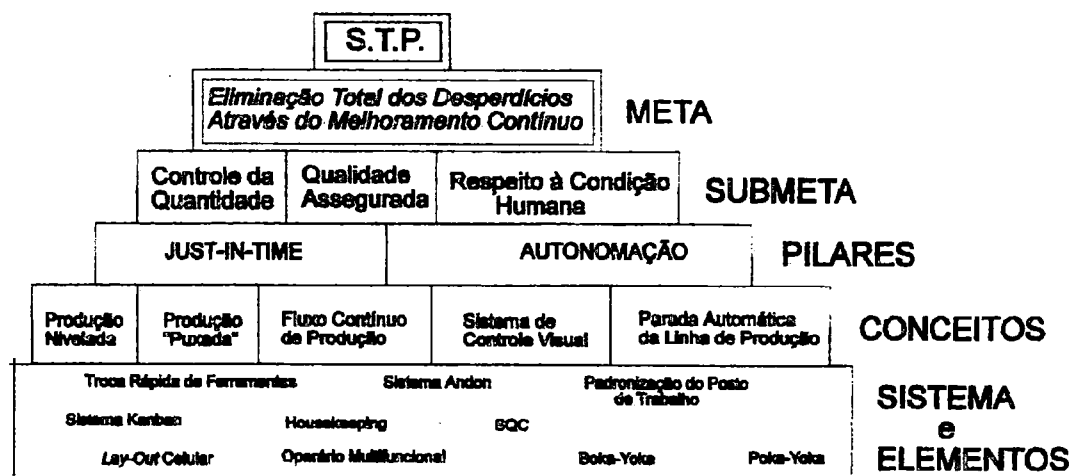 S.T.P.
Eliminação Total dos Desperdícios
Através do Melhoramento Contínuo
META
Controle da
Quantidade
Qualidade
Assegurada
Respeito à Condição
Humana
SUBMETA
JUST-IN-TIME
AUTONOMAÇÃO
PILARES
Produção
Nivelada
Produção
"Puxada"
Fluxo Contínuo
de Produção
Sistema de
Controle Visual
Parada Automática
da Linha de Produção
CONCEITOS
Troca Rápida de Ferramentas
Sistema Andon
Padronização do Posto
de Trabalho
Sistema Kanban
Housekeeping
SQC
Lay-Out Celular
Operário Multifuncional
Boka-Yoke
Poka-Yoke
SISTEMA
e
ELEMENTOS